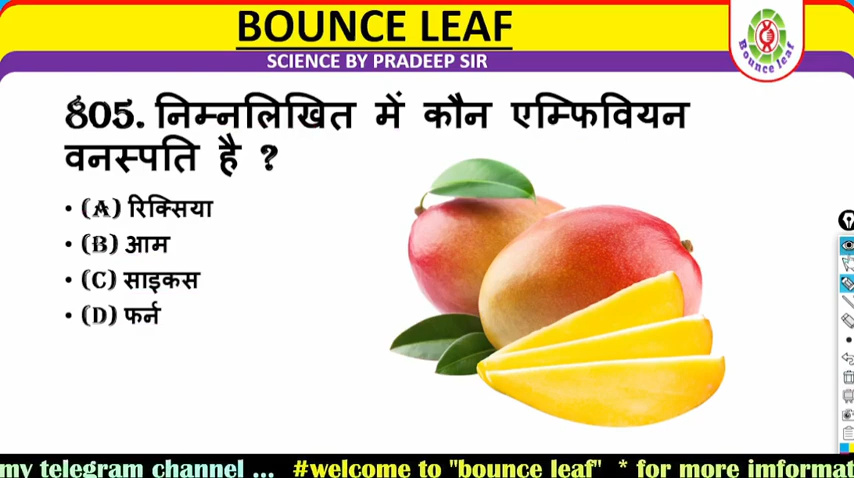 BOUNCE LEAF
SCIENCE BY PRADEEP SIR
Bounce leaf
805. निम्नलिखित में कौन एम्फिवियन
वनस्पति है ?
• (A) रिक्सिया
• (B) आम
• (C) साइकस
• (D) फर्न
my telegram channel ... #welcome to "bounce leaf" * for more imformat